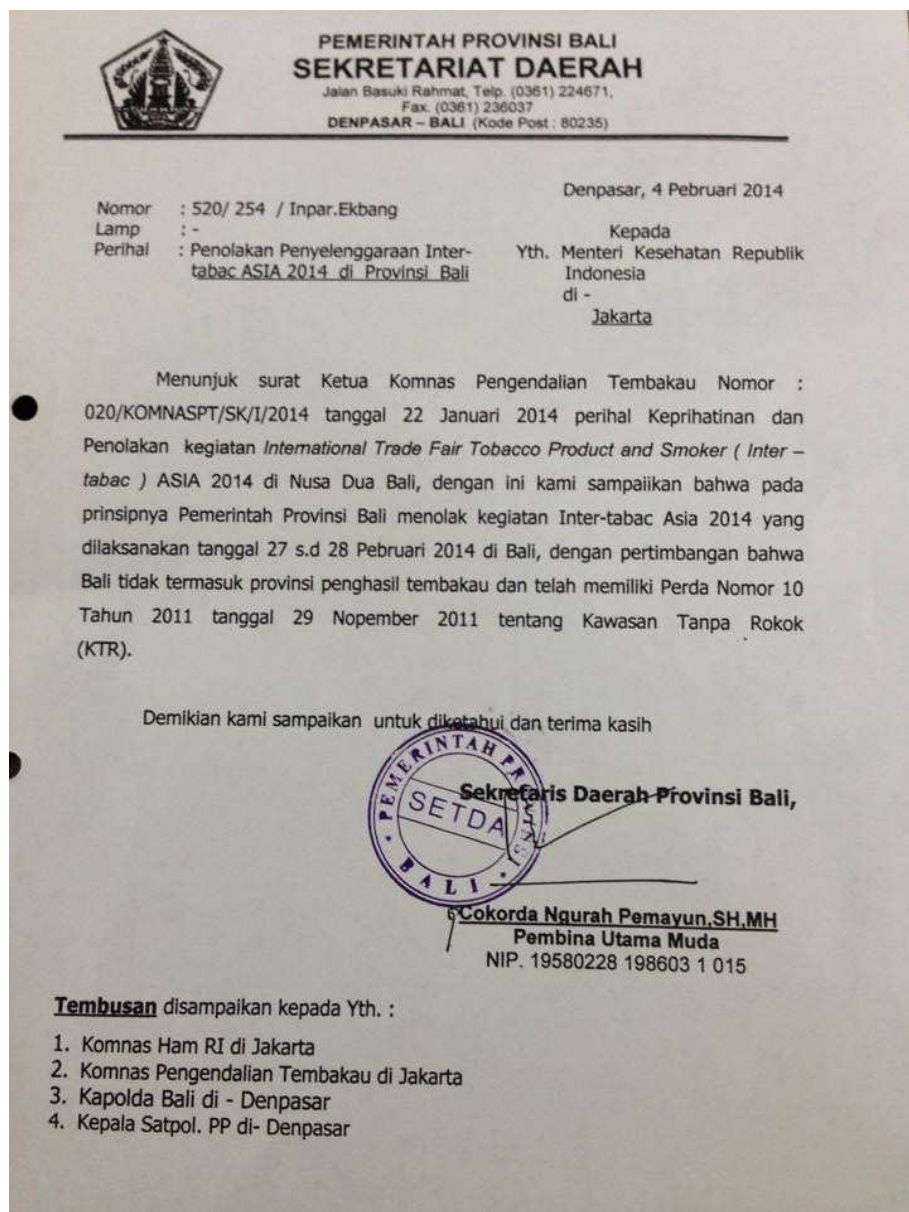 PEMERINTAH PROVINSI BALI
SEKRETARIAT DAERAH
Jalan Basuki Rahmat, Telp. (0361) 224671,
Fax. (0361) 236037
DENPASAR – BALI (Kode Post : 80235)
Denpasar, 4 Pebruari 2014
Nomor : 520/ 254 / Inpar.Ekbang
Lamp : -
Perihal : Penolakan Penyelenggaraan Inter-
tabac ASIA 2014 di Provinsi Bali
Kepada
Yth. Menteri Kesehatan Republik
Indonesia
di -
Jakarta
Menunjuk surat Ketua Komnas Pengendalian Tembakau Nomor :
020/KOMNASPT/SK/I/2014 tanggal 22 Januari 2014 perihal Keprihatinan dan
Penolakan kegiatan International Trade Fair Tobacco Product and Smoker ( Inter –
tabac ) ASIA 2014 di Nusa Dua Bali, dengan ini kami sampaiikan bahwa pada
prinsipnya Pemerintah Provinsi Bali menolak kegiatan Inter-tabac Asia 2014 yang
dilaksanakan tanggal 27 s.d 28 Pebruari 2014 di Bali, dengan pertimbangan bahwa
Bali tidak termasuk provinsi penghasil tembakau dan telah memiliki Perda Nomor 10
Tahun 2011 tanggal 29 Nopember 2011 tentang Kawasan Tanpa Rokok
(KTR).
Demikian kami sampaikan untuk diketahui dan terima kasih
Sekretaris Daerah Provinsi Bali,
PEMERINTAH PROVINSI
SETDA
BALI
Cokorda Ngurah Pemayun,SH,MH
Pembina Utama Muda
NIP. 19580228 198603 1 015
Tembusan disampaikan kepada Yth. :
1. Komnas Ham RI di Jakarta
2. Komnas Pengendalian Tembakau di Jakarta
3. Kapolda Bali di - Denpasar
4. Kepala Satpol. PP di- Denpasar